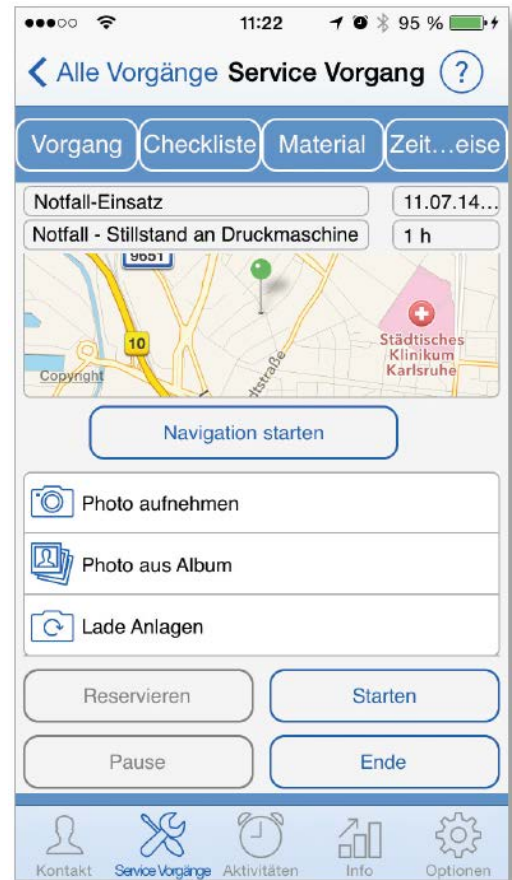 11:22 95 %
Alle Vorgänge Service Vorgang ?
Vorgang Checkliste Material Zeit...eise
Notfall-Einsatz 11.07.14...
Notfall - Stillstand an Druckmaschine 1 h
9651
10
Städtisches
Klinikum
Karlsruhe
Copyright
Navigation starten
Photo aufnehmen
Photo aus Album
Lade Anlagen
Reservieren Starten
Pause Ende
Kontakt Service Vorgänge Aktivitäten Info Optionen